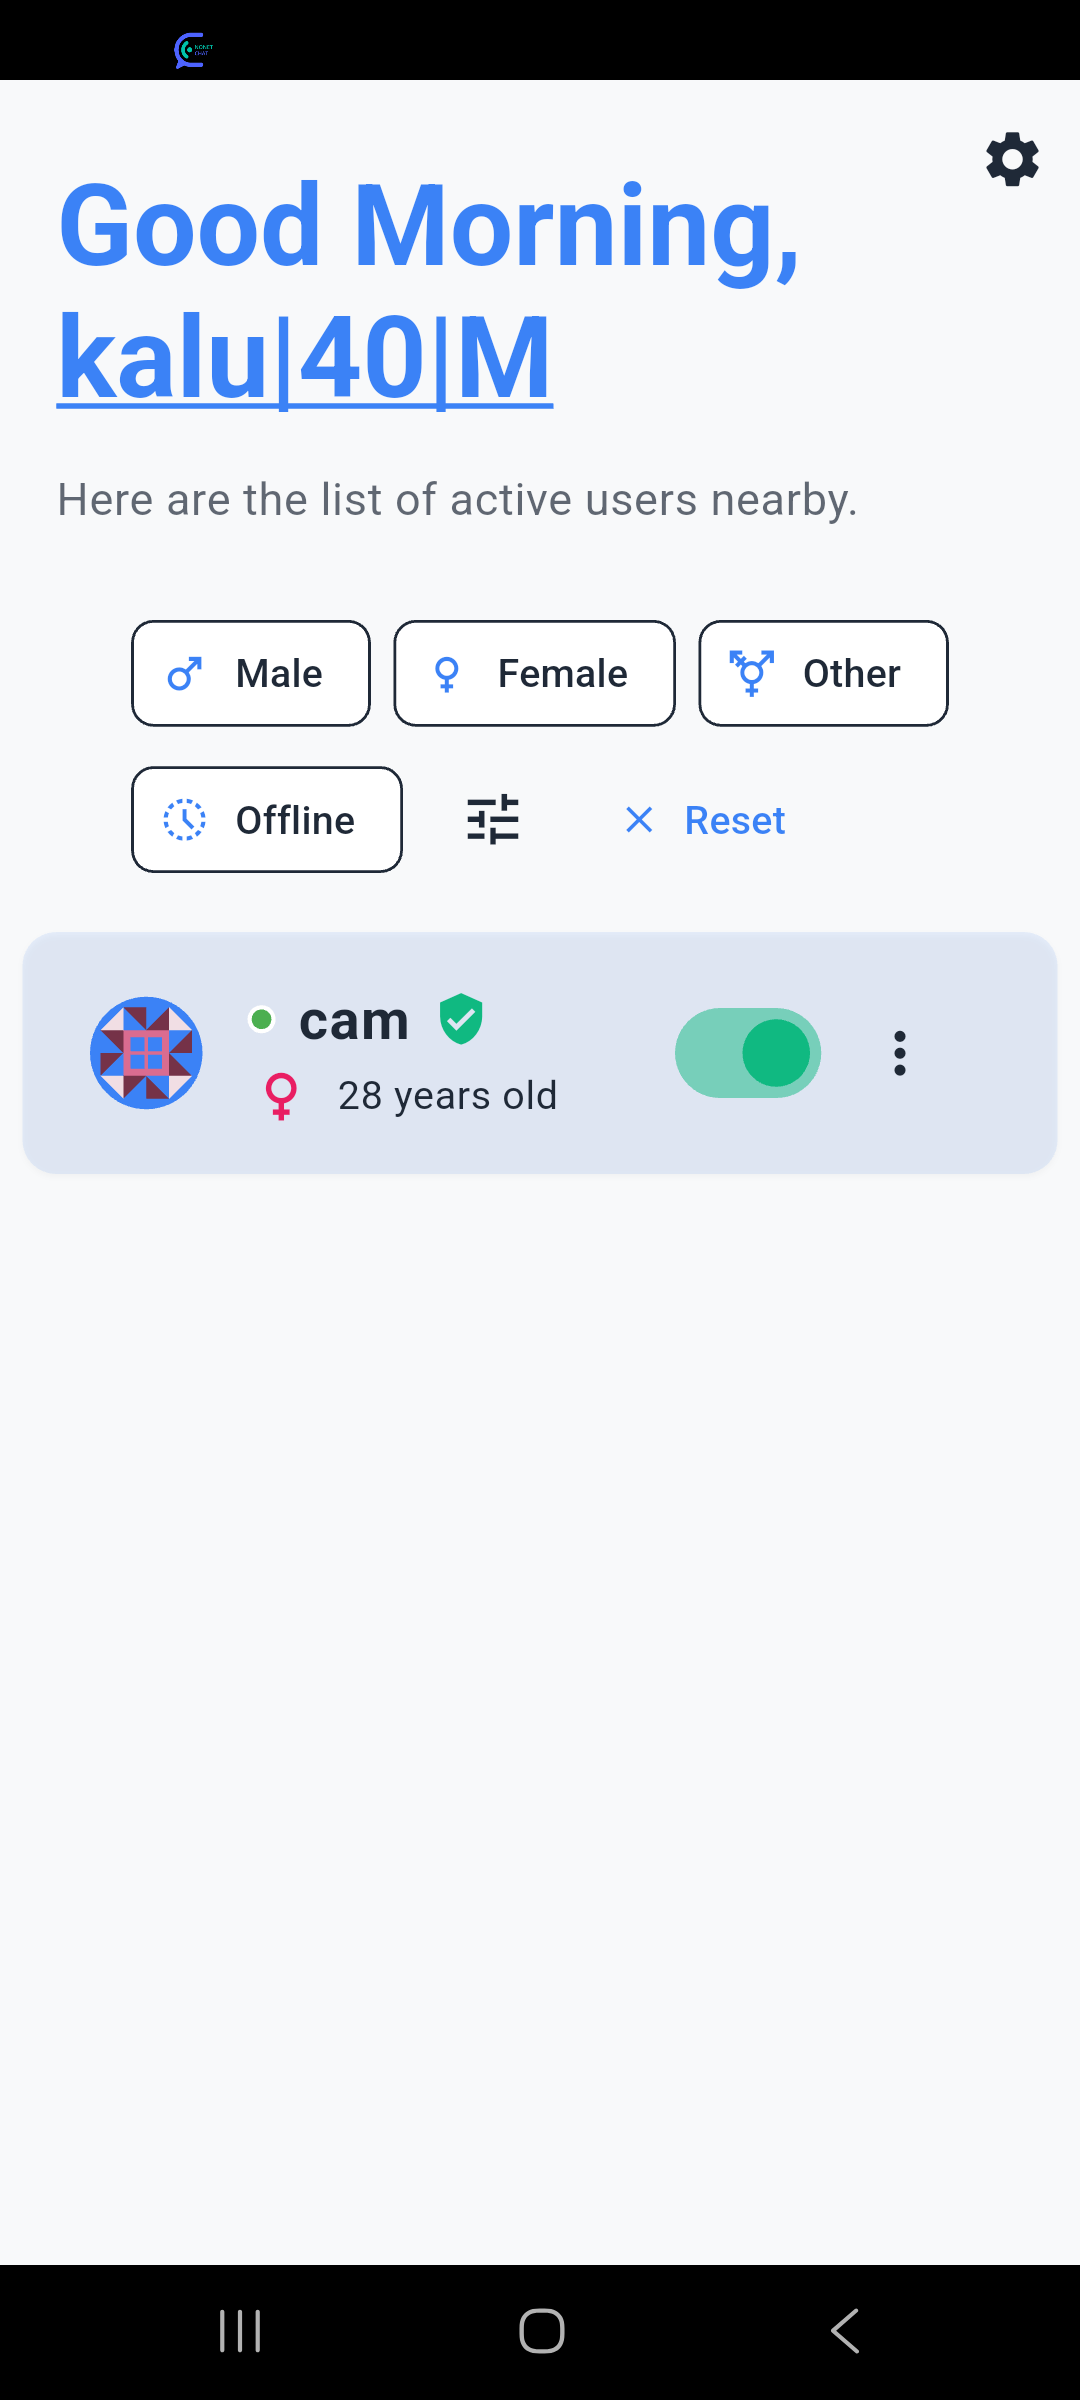 Good Morning,
kalu|40|M
Here are the list of active users nearby.
Male Female Other
Offline Reset
cam
28 years old